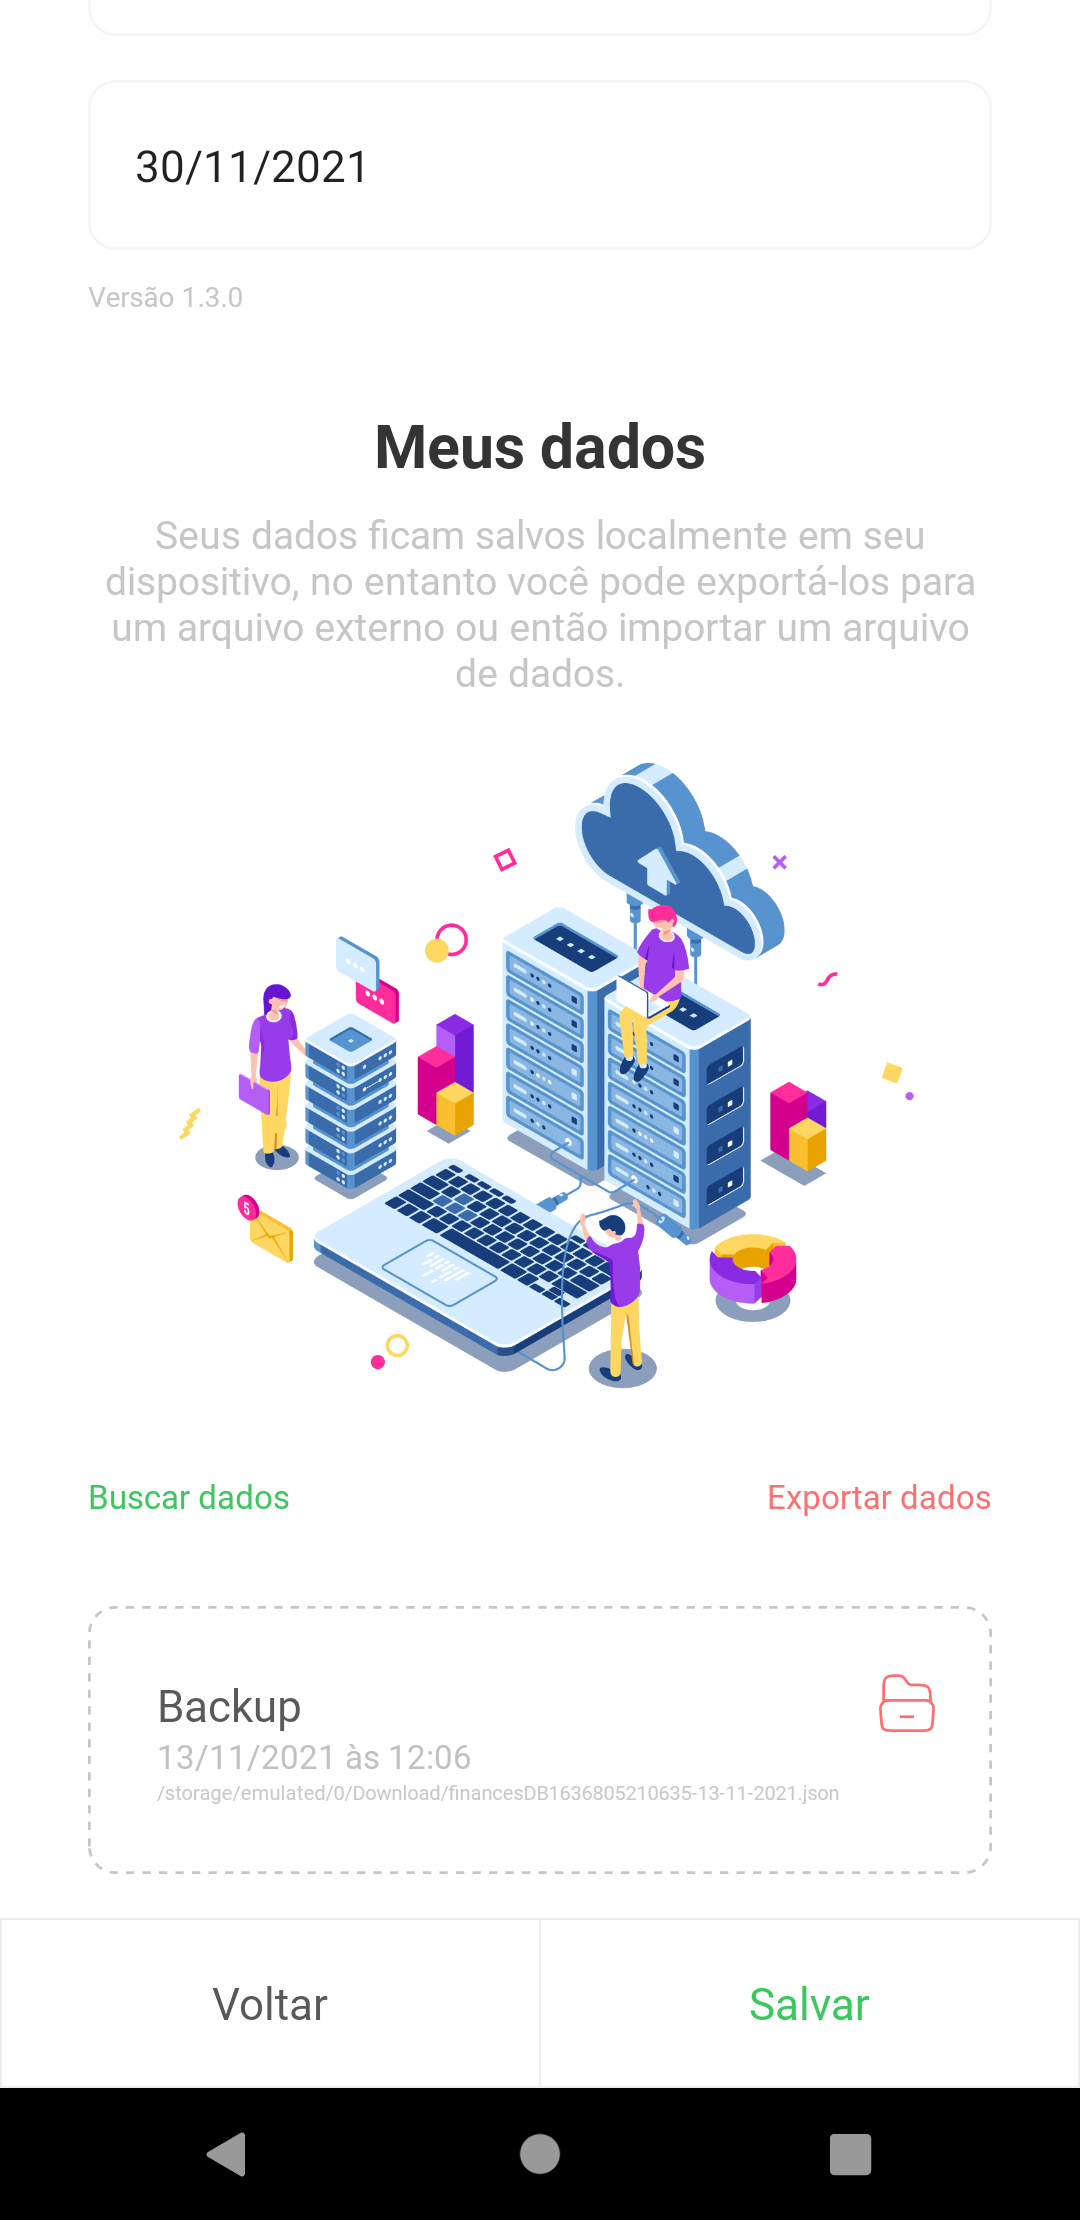 30/11/2021
Versão 1.3.0
Meus dados
Seus dados ficam salvos localmente em seu
dispositivo, no entanto você pode exportá-los para
um arquivo externo ou então importar um arquivo
de dados.
5
Buscar dados
Exportar dados
Backup
13/11/2021 às 12:06
/storage/emulated/0/Download/financesDB1636805210635-13-11-2021.json
Voltar
Salvar